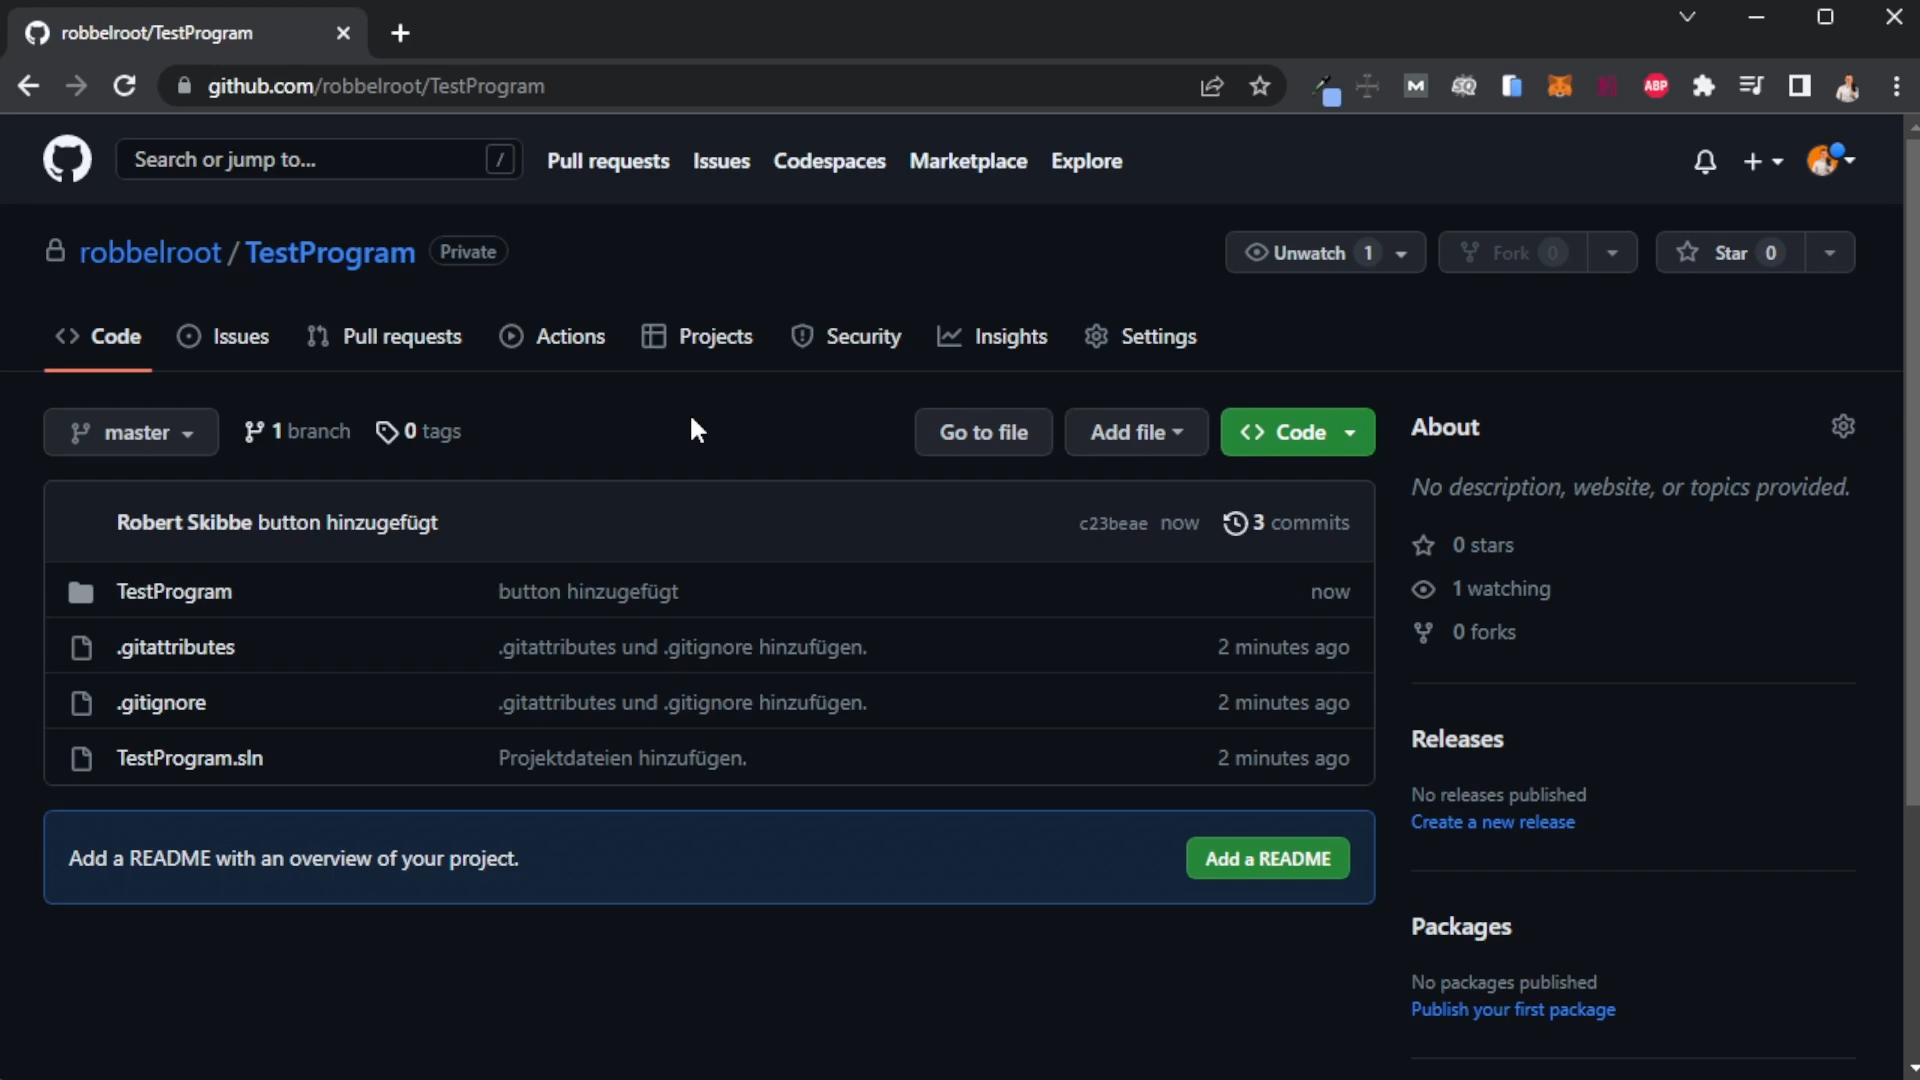 robbelroot/TestProgram
github.com/robbelroot/TestProgram
M
ABP
Search or jump to... /
Pull requests Issues Codespaces Marketplace Explore
robbelroot / TestProgram Private
Unwatch 1 Fork 0 Star 0
Code Issues Pull requests Actions Projects Security Insights Settings
master 1 branch 0 tags
Go to file Add file Code
Robert Skibbe button hinzugefügt c23beae now 3 commits
TestProgram button hinzugefügt now
.gitattributes .gitattributes und .gitignore hinzufügen. 2 minutes ago
.gitignore .gitattributes und .gitignore hinzufügen. 2 minutes ago
TestProgram.sln Projektdateien hinzufügen. 2 minutes ago
Add a README with an overview of your project. Add a README
About
No description, website, or topics provided.
0 stars
1 watching
0 forks
Releases
No releases published
Create a new release
Packages
No packages published
Publish your first package